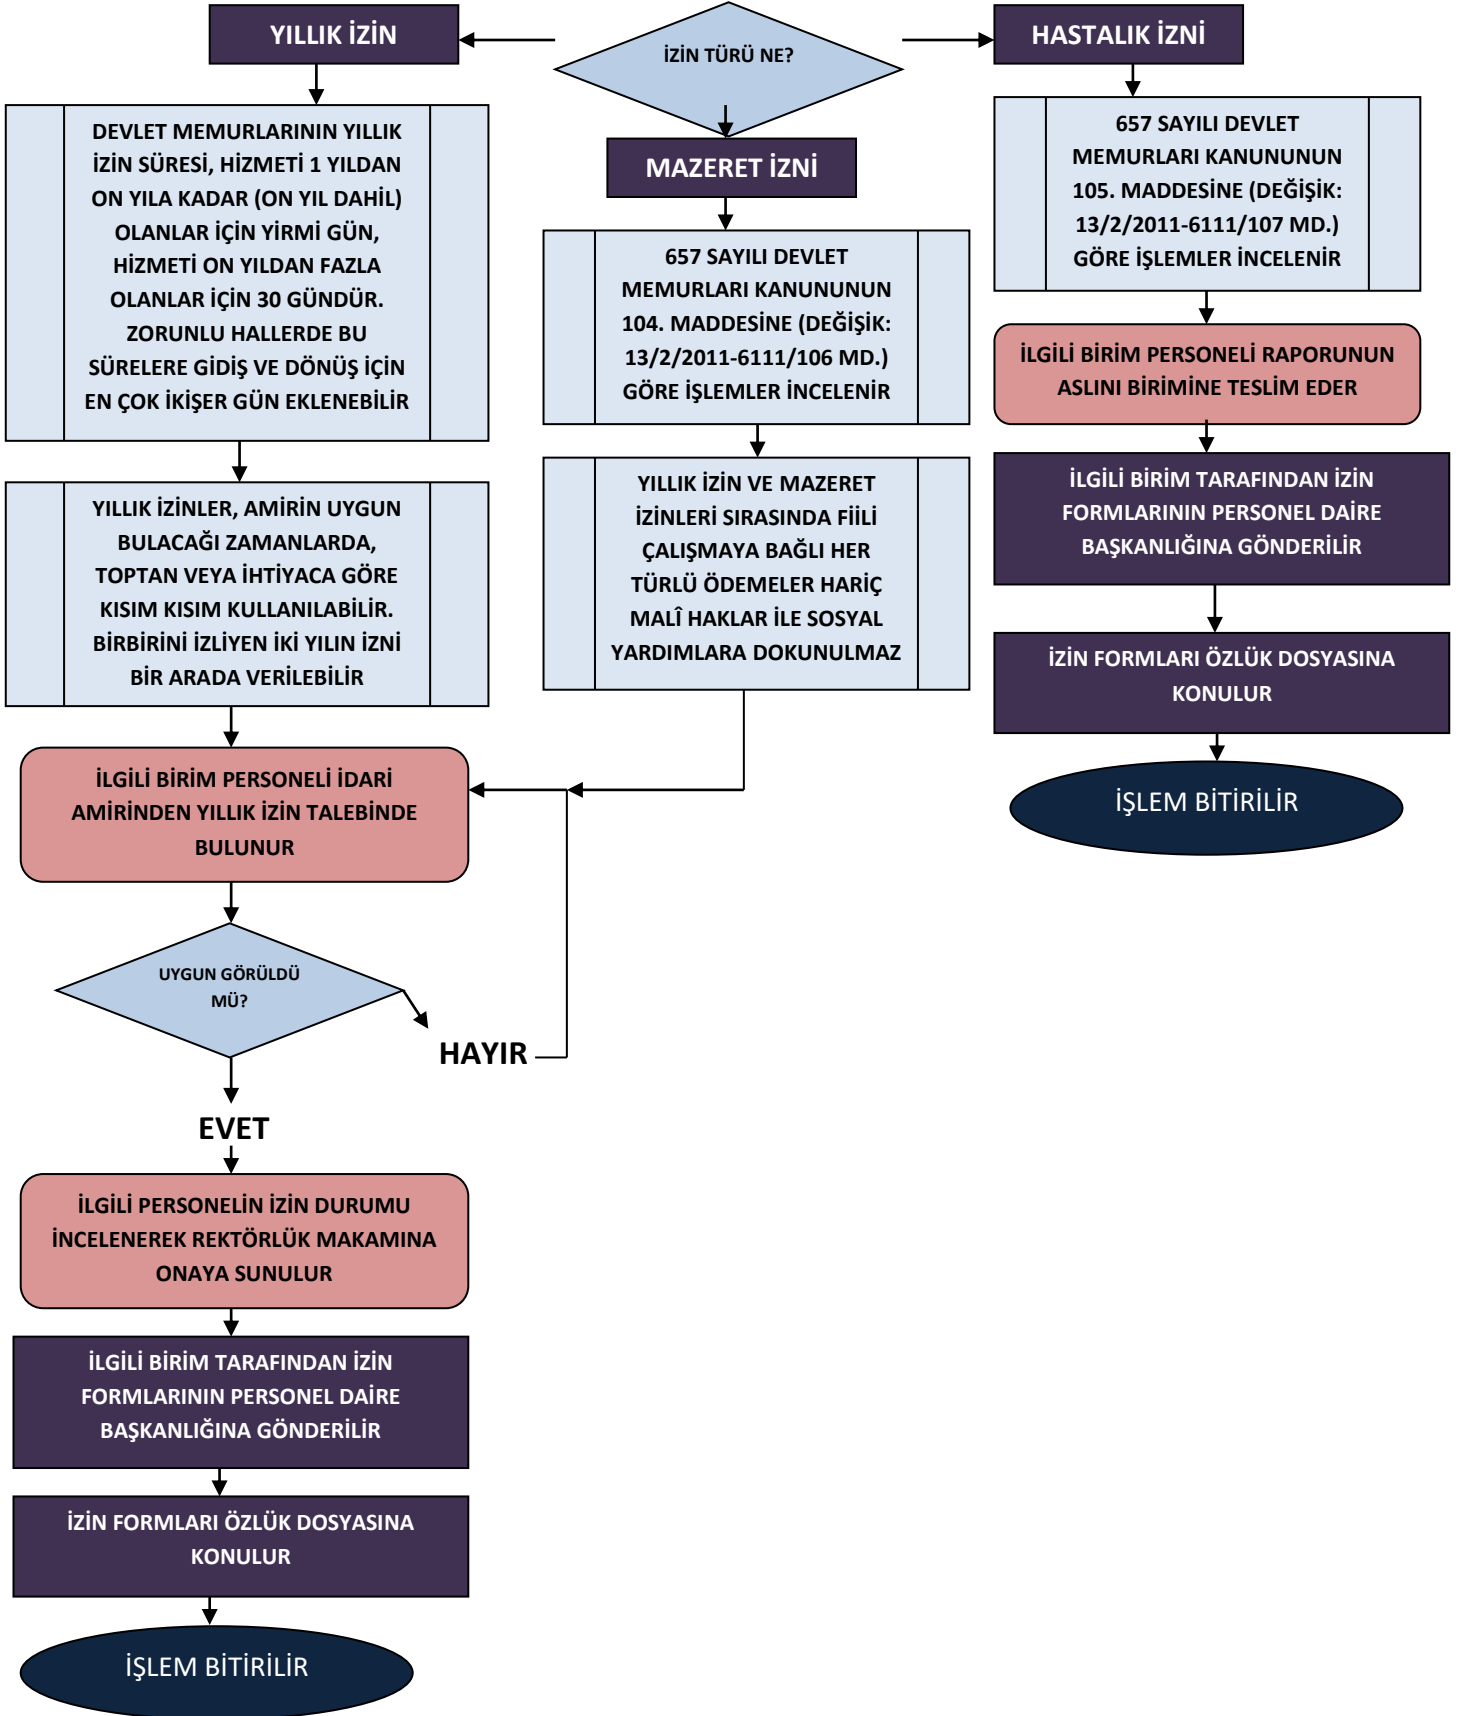 İZİN TÜRÜ NE?
YILLIK İZİN
DEVLET MEMURLARININ YILLIK
İZİN SÜRESİ, HİZMETİ 1 YILDAN
ON YILA KADAR (ON YIL DAHİL)
OLANLAR İÇİN YİRMİ GÜN,
HİZMETİ ON YILDAN FAZLA
OLANLAR İÇİN 30 GÜNDÜR.
ZORUNLU HALLERDE BU
SÜRELERE GİDİŞ VE DÖNÜŞ İÇİN
EN ÇOK İKİŞER GÜN EKLENEBİLİR
YILLIK İZİNLER, AMİRİN UYGUN
BULACAĞI ZAMANLARDA,
TOPTAN VEYA İHTİYACA GÖRE
KISIM KISIM KULLANILABİLİR.
BİRBİRİNİ İZLİYEN İKİ YILIN İZNİ
BİR ARADA VERİLEBİLİR
MAZERET İZNİ
657 SAYILI DEVLET
MEMURLARI KANUNUNUN
104. MADDESİNE (DEĞİŞİK:
13/2/2011-6111/106 MD.)
GÖRE İŞLEMLER İNCELENİR
YILLIK İZİN VE MAZERET
İZİNLERİ SIRASINDA FİİLİ
ÇALIŞMAYA BAĞLI HER
TÜRLÜ ÖDEMELER HARİÇ
MALÎ HAKLAR İLE SOSYAL
YARDIMLARA DOKUNULMAZ
HASTALIK İZNİ
657 SAYILI DEVLET
MEMURLARI KANUNUNUN
105. MADDESİNE (DEĞİŞİK:
13/2/2011-6111/107 MD.)
GÖRE İŞLEMLER İNCELENİR
İLGİLİ BİRİM PERSONELİ RAPORUNUN
ASLINI BİRİMİNE TESLİM EDER
İLGİLİ BİRİM TARAFINDAN İZİN
FORMLARININ PERSONEL DAİRE
BAŞKANLIĞINA GÖNDERİLİR
İZİN FORMLARI ÖZLÜK DOSYASINA
KONULUR
İŞLEM BİTİRİLİR
İLGİLİ BİRİM PERSONELİ İDARİ
AMİRİNDEN YILLIK İZİN TALEBİNDE
BULUNUR
UYGUN GÖRÜLDÜ
MÜ?
HAYIR
EVET
İLGİLİ PERSONELİN İZİN DURUMU
İNCELENEREK REKTÖRLÜK MAKAMINA
ONAYA SUNULUR
İLGİLİ BİRİM TARAFINDAN İZİN
FORMLARININ PERSONEL DAİRE
BAŞKANLIĞINA GÖNDERİLİR
İZİN FORMLARI ÖZLÜK DOSYASINA
KONULUR
İŞLEM BİTİRİLİR